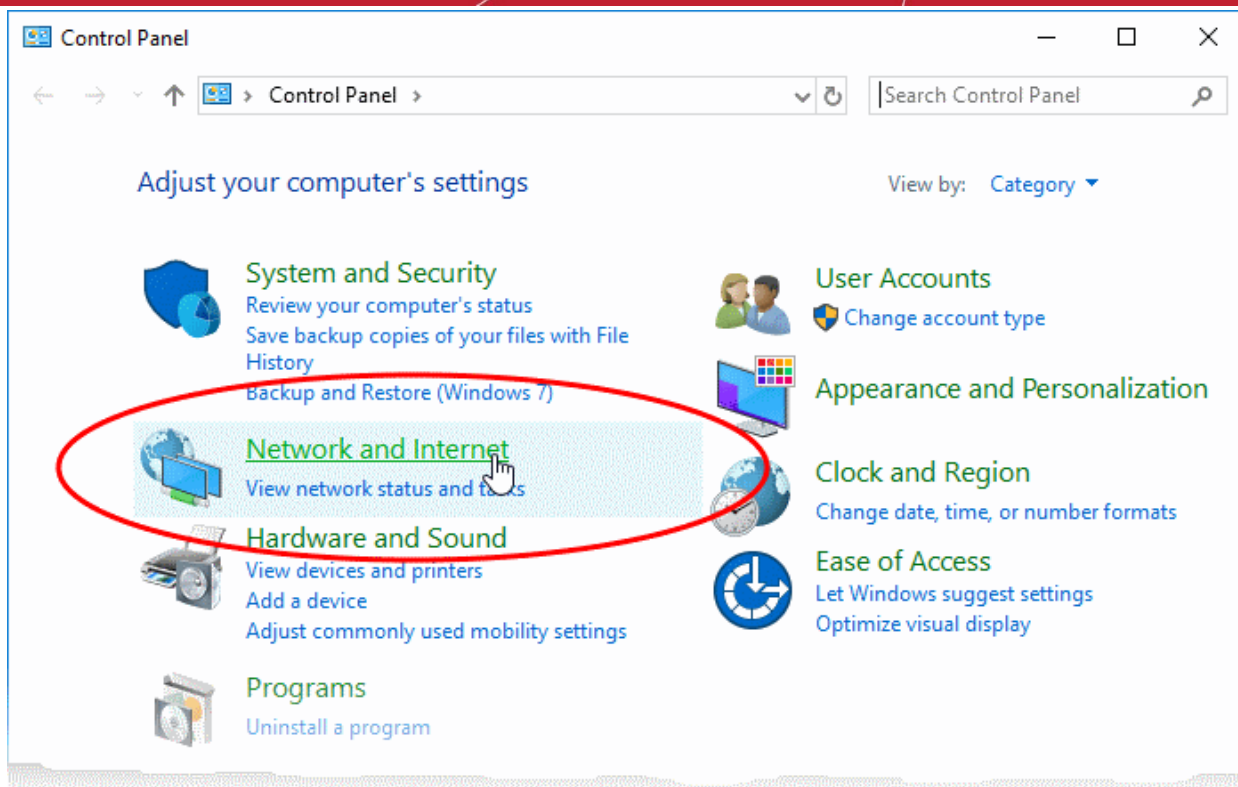 Control Panel
Control Panel
Search Control Panel
Adjust your computer's settings
View by: Category
System and Security
Review your computer's status
Save backup copies of your files with File
History
Backup and Restore (Windows 7)
Network and Internet
View network status and tasks
Hardware and Sound
View devices and printers
Add a device
Adjust commonly used mobility settings
Programs
Uninstall a program
User Accounts
Change account type
Appearance and Personalization
Clock and Region
Change date, time, or number formats
Ease of Access
Let Windows suggest settings
Optimize visual display